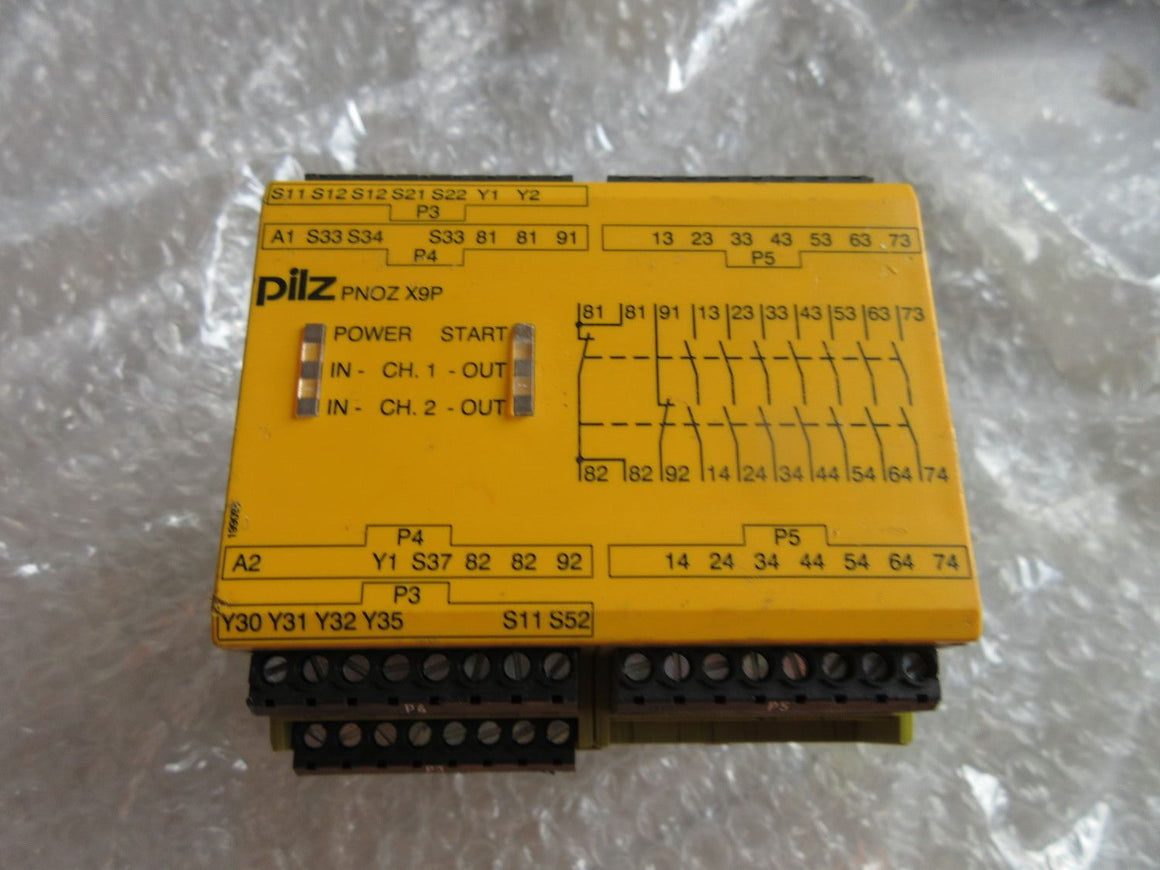 S11 S12 S12 S21 S22 Y1 Y2
P3
A1 S33 S34 S33 81 81 91
P4
13 23 33 43 53 63 73
P5
pilz PNOZ X9P
POWER START
IN - CH. 1 - OUT
IN - CH. 2 - OUT
81 81 91 13 23 33 43 53 63 73
82 82 92 14 24 34 44 54 64 74
P4
A2 Y1 S37 82 82 92
P3
Y30 Y31 Y32 Y35 S11 S52
P5
14 24 34 44 54 64 74
P4
P5
P3